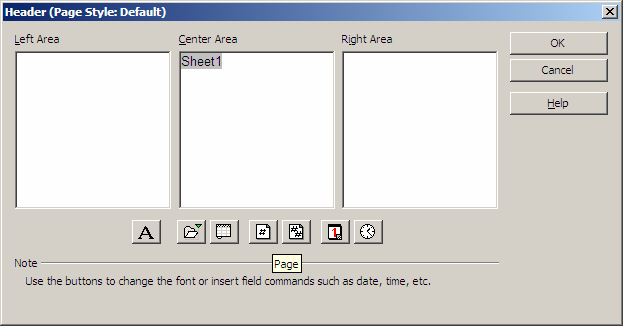 Header (Page Style: Default)
Left Area Center Area Right Area
OK
Sheet1
Cancel
Help
A # ## 1
Page
Note
Use the buttons to change the font or insert field commands such as date, time, etc.